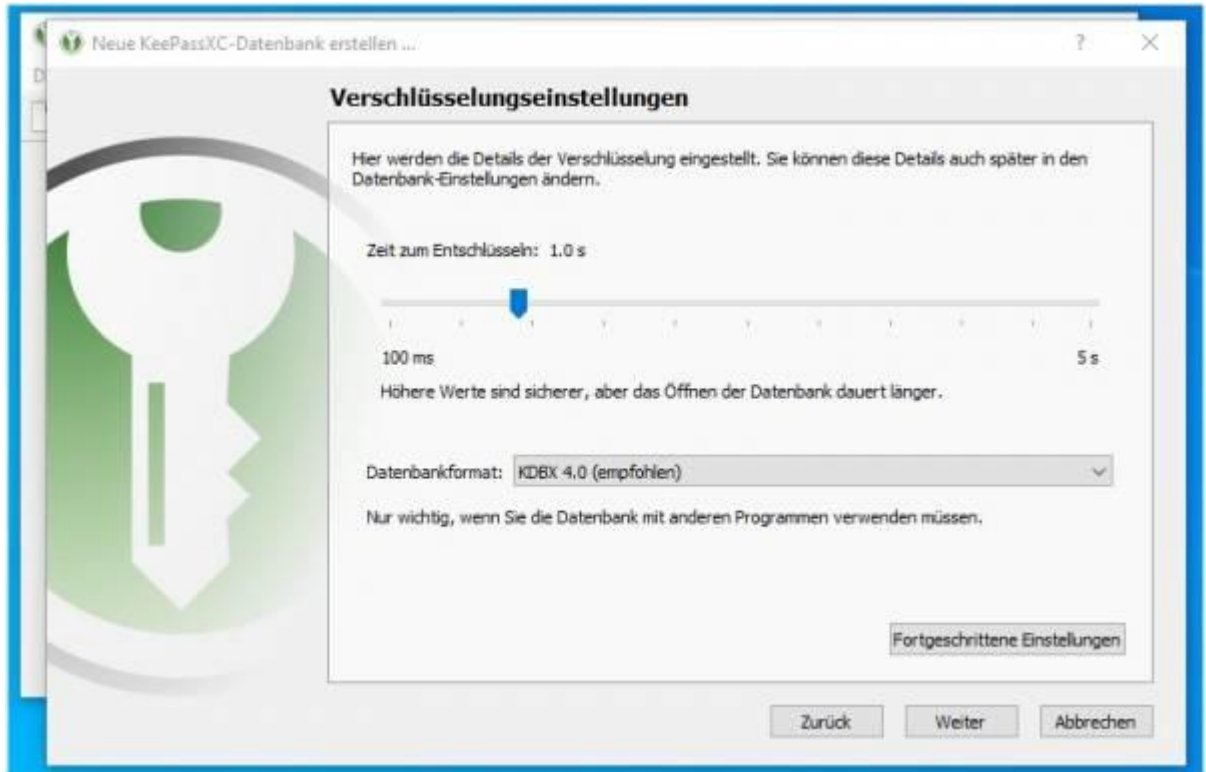 Neue KeePassXC-Datenbank erstellen ...
Verschlüsselungseinstellungen
Hier werden die Details der Verschlüsselung eingestellt. Sie können diese Details auch später in den
Datenbank-Einstellungen ändern.
Zeit zum Entschlüsseln: 1.0 s
100 ms 5 s
Höhere Werte sind sicherer, aber das Öffnen der Datenbank dauert länger.
Datenbankformat: KDBX 4.0 (empfohlen)
Nur wichtig, wenn Sie die Datenbank mit anderen Programmen verwenden müssen.
Fortgeschrittene Einstellungen
Zurück Weiter Abbrechen